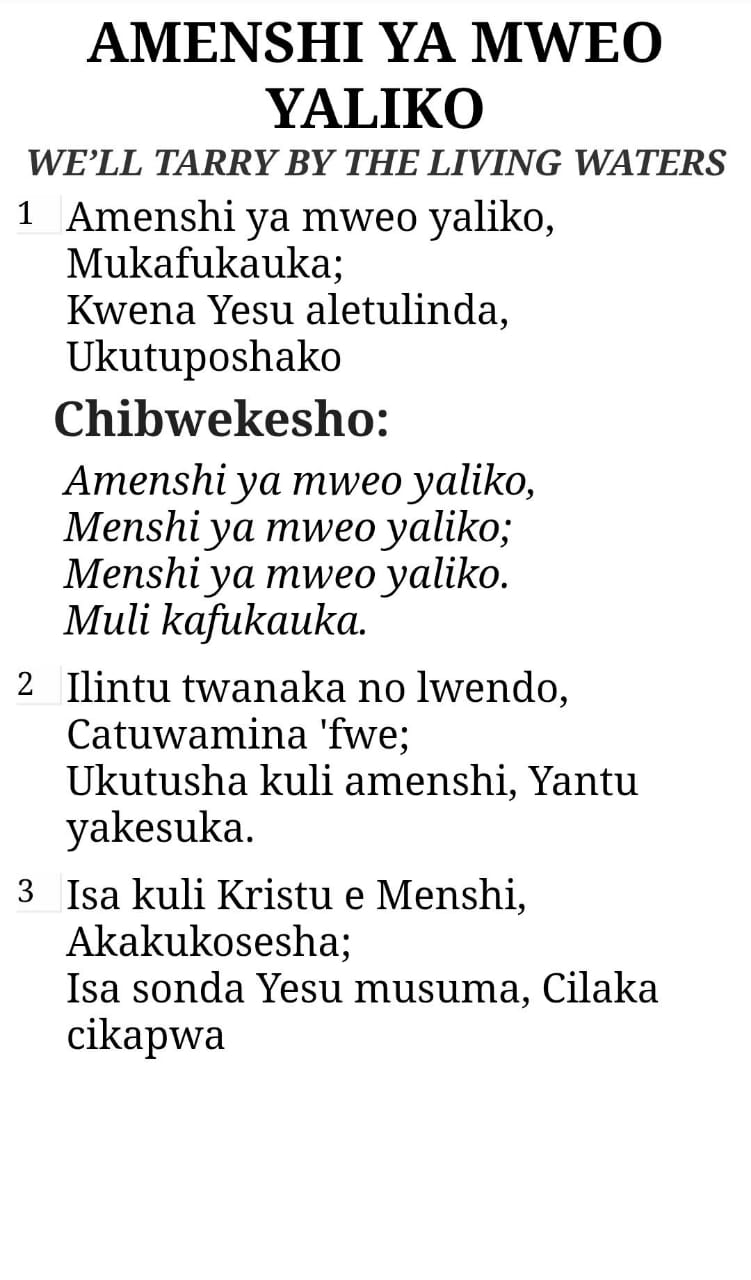 AMENSHI YA MWEO
YALIKO
WE’LL TARRY BY THE LIVING WATERS
1 Amenshi ya mweo yaliko,
Mukafukauka;
Kwena Yesu aletulinda,
Ukutuposhako
Chibwekesho:
Amenshi ya mweo yaliko,
Menshi ya mweo yaliko;
Menshi ya mweo yaliko.
Muli kafukauka.
2 Ilintu twanaka no lwendo,
Catuwamina 'fwe;
Ukutusha kuli amenshi, Yantu
yakesuka.
3 Isa kuli Kristu e Menshi,
Akakukosesha;
Isa sonda Yesu musuma, Cilaka
cikapwa